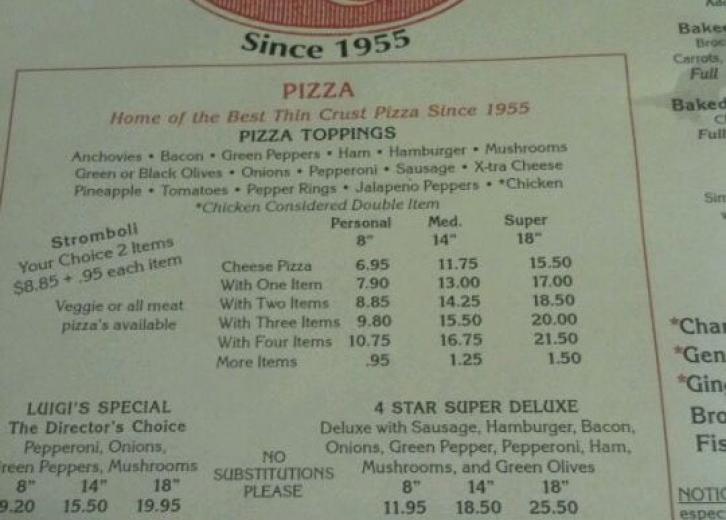 Since 1955
PIZZA
Home of the Best Thin Crust Pizza Since 1955
PIZZA TOPPINGS
Anchovies • Bacon • Green Peppers • Ham • Hamburger • Mushrooms
Green or Black Olives • Onions • Pepperoni • Sausage • X-tra Cheese
Pineapple • Tomatoes • Pepper Rings • Jalapeno Peppers • *Chicken
*Chicken Considered Double Item
Personal Med. Super
8" 14" 18"
Cheese Pizza 6.95 11.75 15.50
With One Item 7.90 13.00 17.00
With Two Items 8.85 14.25 18.50
With Three Items 9.80 15.50 20.00
With Four Items 10.75 16.75 21.50
More Items .95 1.25 1.50
Stromboli
Your Choice 2 Items
$8.85 + .95 each item
Veggie or all meat
pizza's available
LUIGI'S SPECIAL
The Director's Choice
Pepperoni, Onions,
reen Peppers, Mushrooms
8" 14" 18"
9.20 15.50 19.95
NO
SUBSTITUTIONS
PLEASE
4 STAR SUPER DELUXE
Deluxe with Sausage, Hamburger, Bacon,
Onions, Green Pepper, Pepperoni, Ham,
Mushrooms, and Green Olives
8" 14" 18"
11.95 18.50 25.50
Baked
Broc
Carrots,
Full
Baked
Full
Sin
*Char
*Gen
*Ging
Bro
Fis
NOTIC
espec